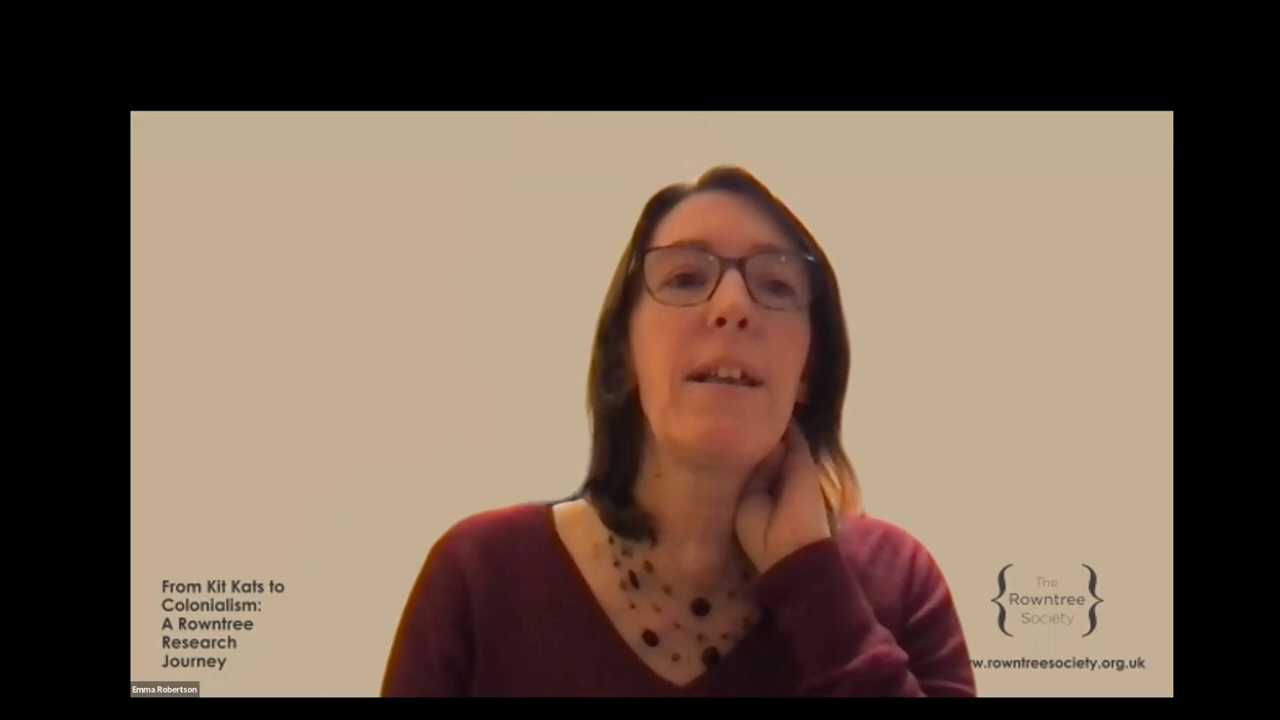 From Kit Kats to
Colonialism:
A Rowntree
Research
Journey
The
Rowntree
Society
w.rowntreesociety.org.uk
Emma Robertson